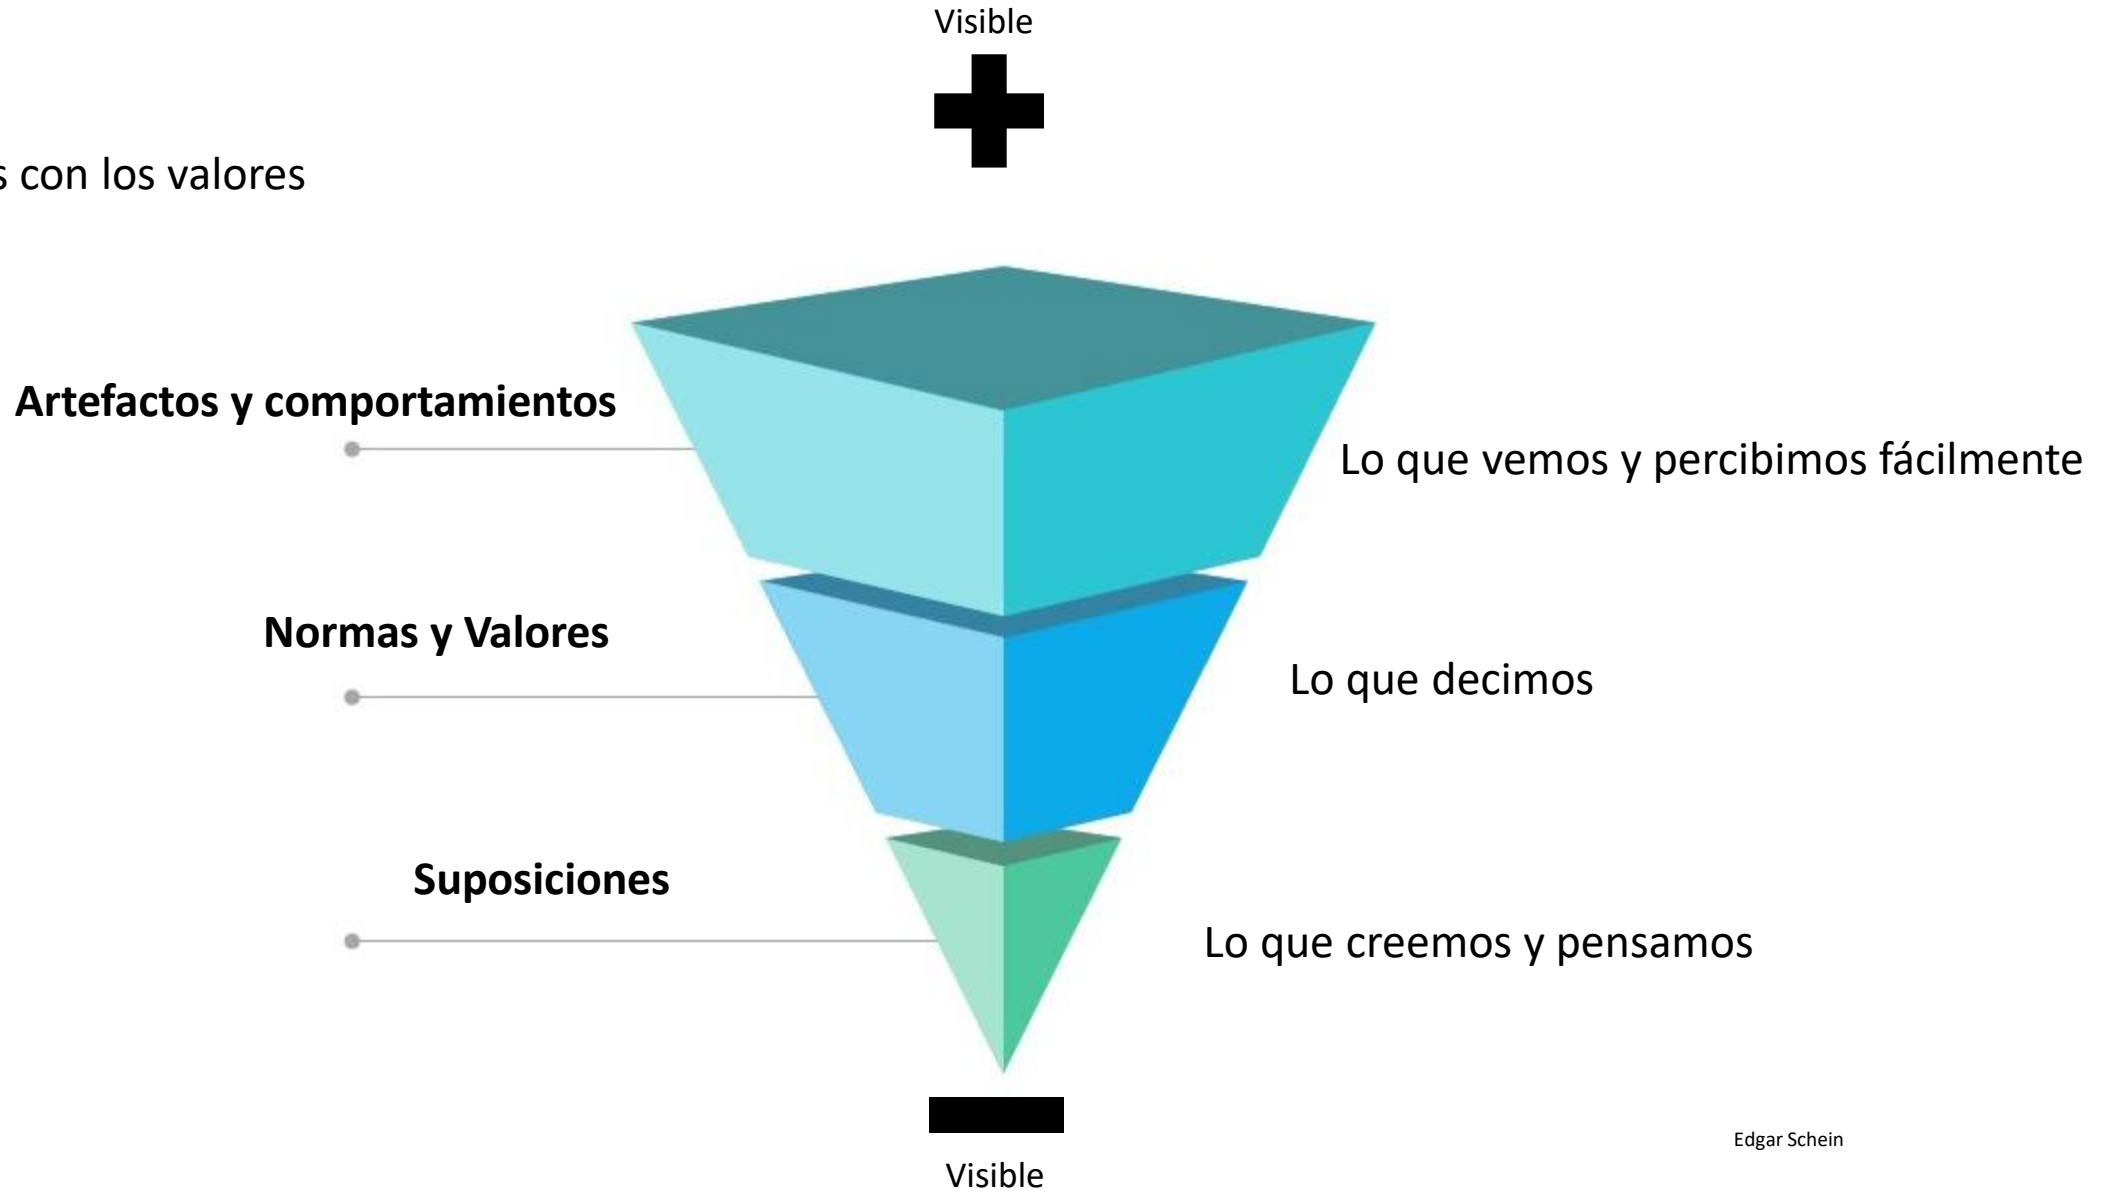 Visible
s con los valores
Artefactos y comportamientos
Lo que vemos y percibimos fácilmente
Normas y Valores
Lo que decimos
Suposiciones
Lo que creemos y pensamos
Edgar Schein
Visible